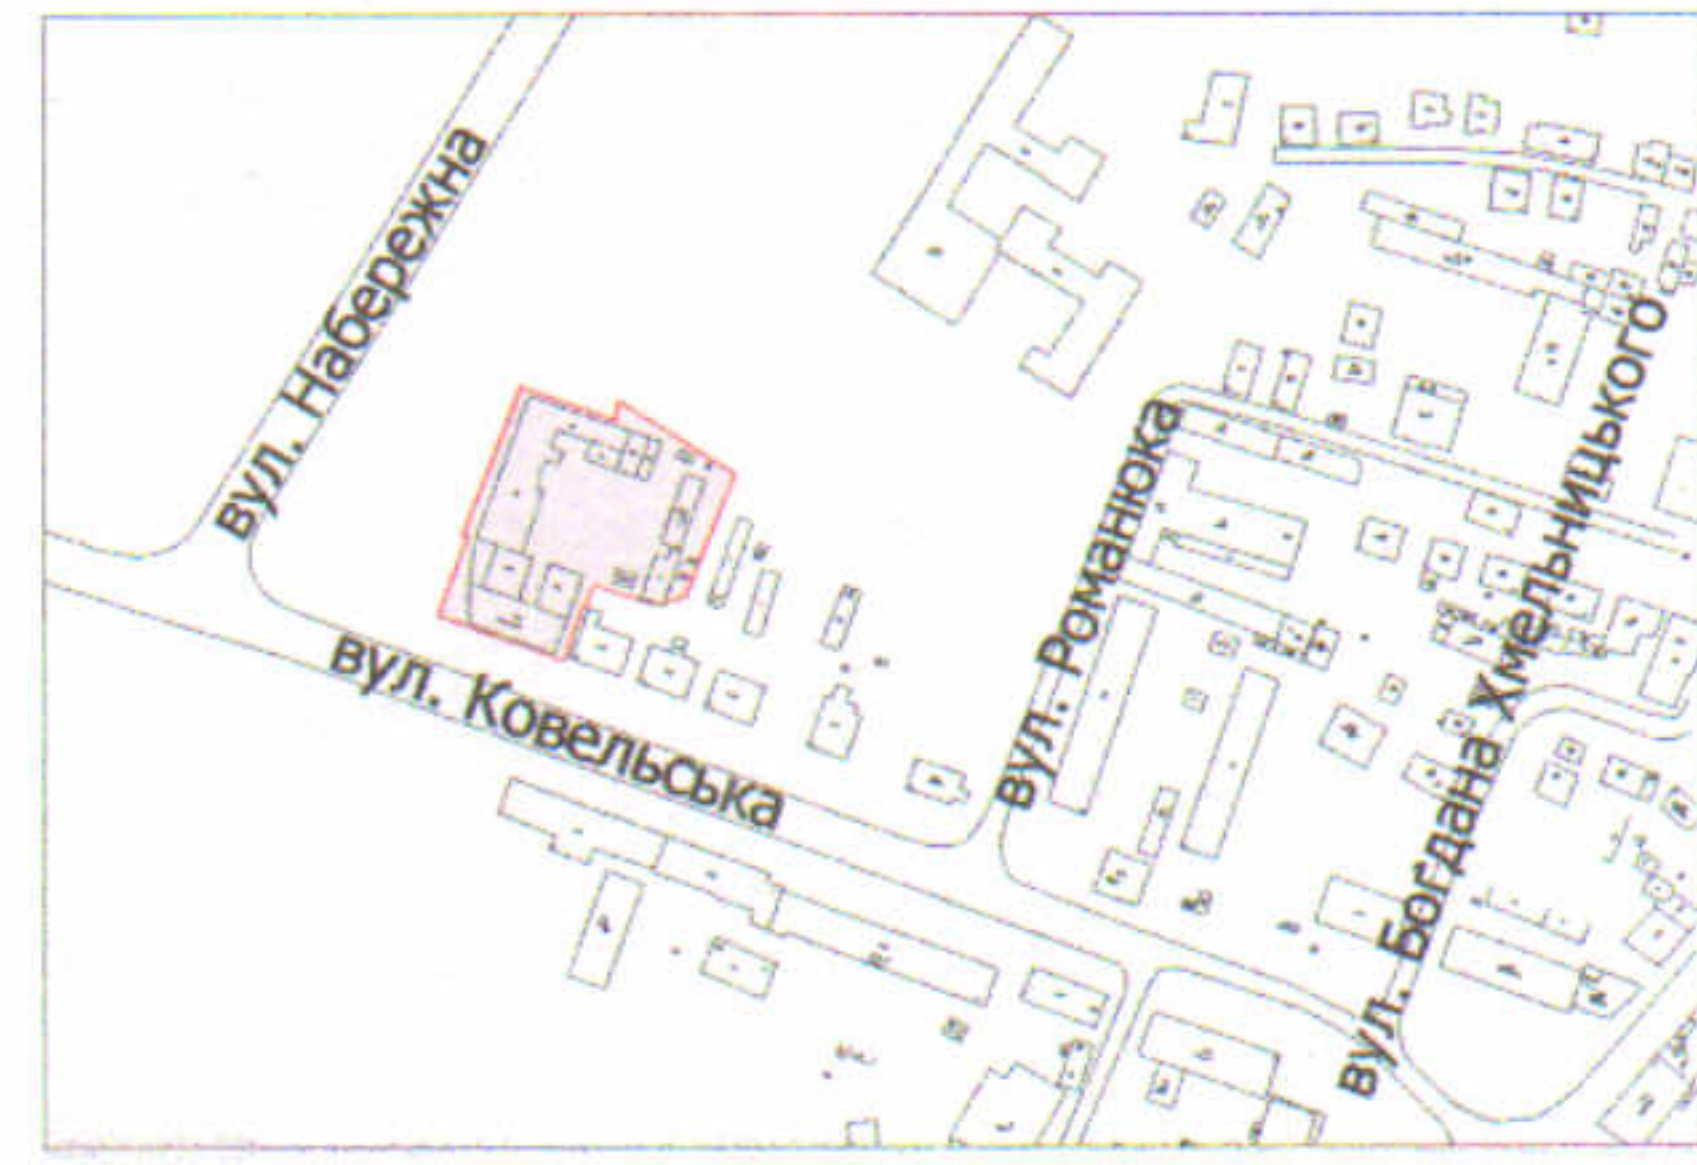 вул. Набережна
вул. Ковельська
вул. Романюка
вул. Богдана Хмельницького